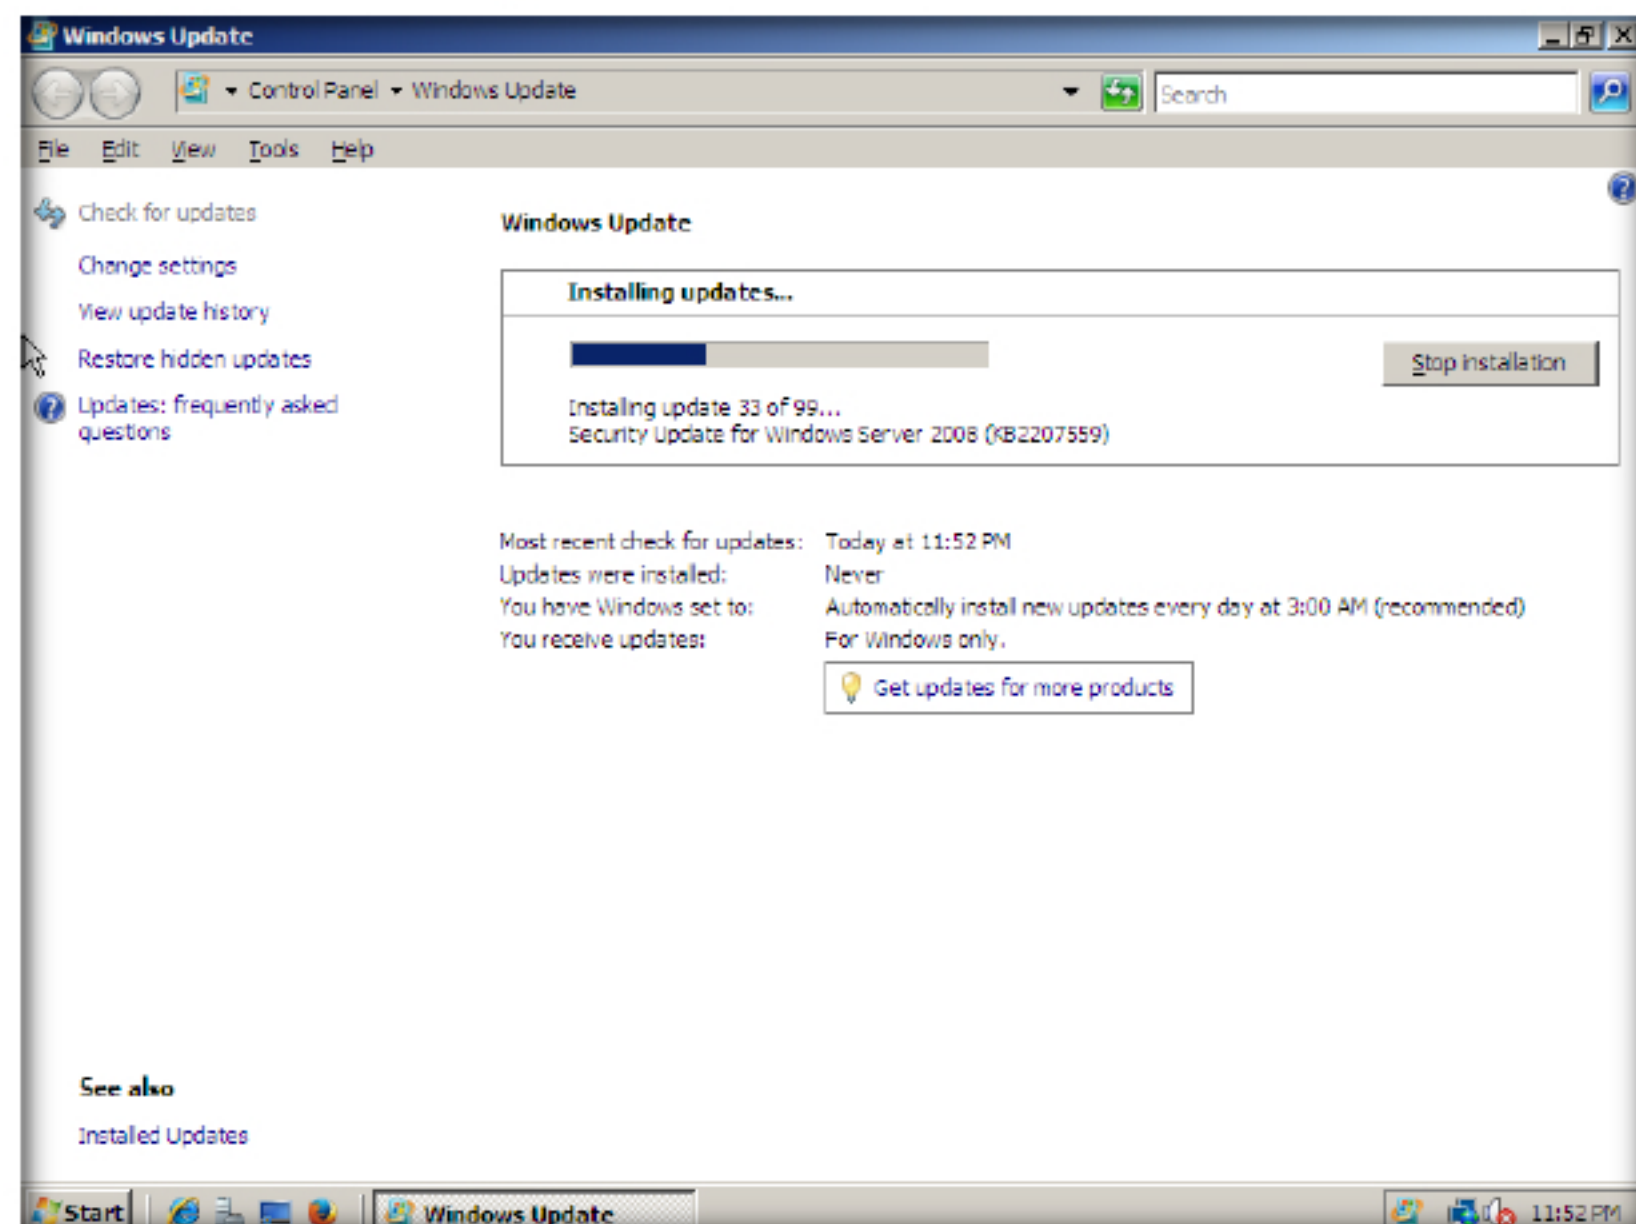 Windows Update
Control Panel Windows Update
Search
File Edit View Tools Help
Check for updates
Change settings
View update history
Restore hidden updates
Updates: frequently asked
questions
Windows Update
Installing updates...
Stop installation
Installing update 33 of 99...
Security Update for Windows Server 2008 (KB2207559)
Most recent check for updates: Today at 11:52 PM
Updates were installed: Never
You have Windows set to: Automatically install new updates every day at 3:00 AM (recommended)
You receive updates: For Windows only.
Get updates for more products
See also
Installed Updates
Start Windows Update 11:52 PM